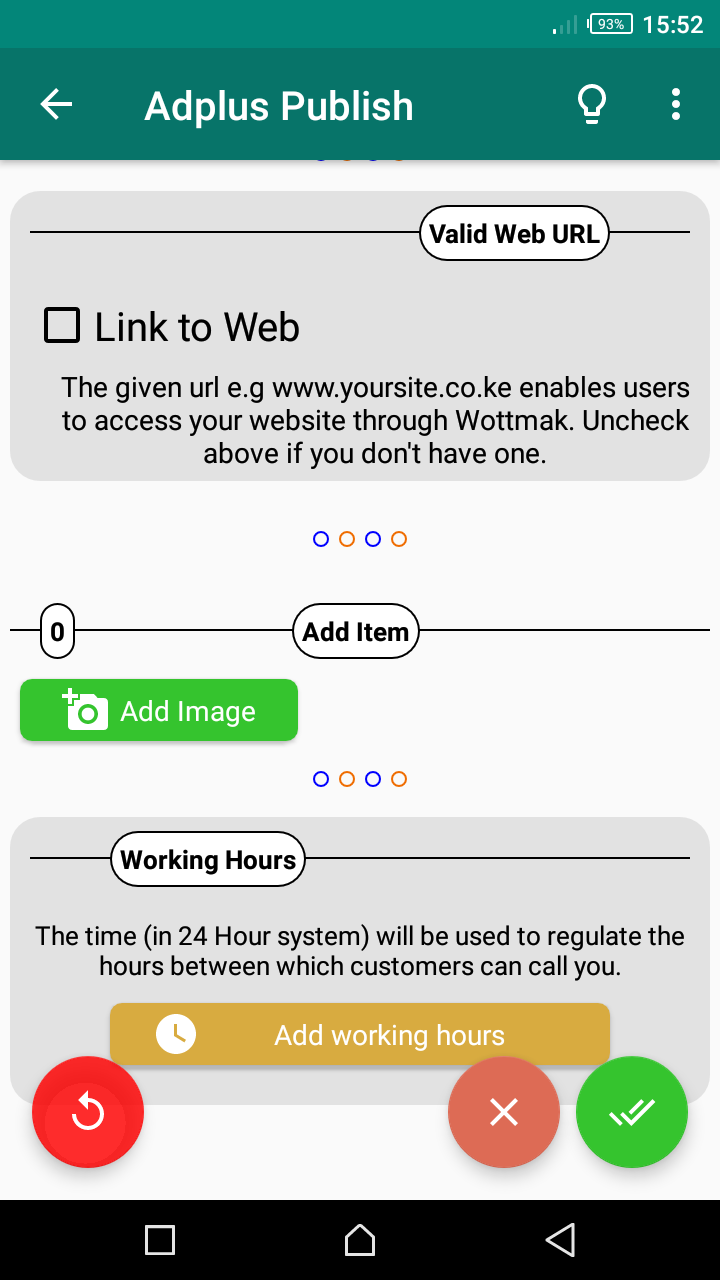 93% 15:52
Adplus Publish
Valid Web URL
Link to Web
The given url e.g www.yoursite.co.ke enables users
to access your website through Wottmak. Uncheck
above if you don't have one.
0 Add Item
Add Image
Working Hours
The time (in 24 Hour system) will be used to regulate the
hours between which customers can call you.
Add working hours